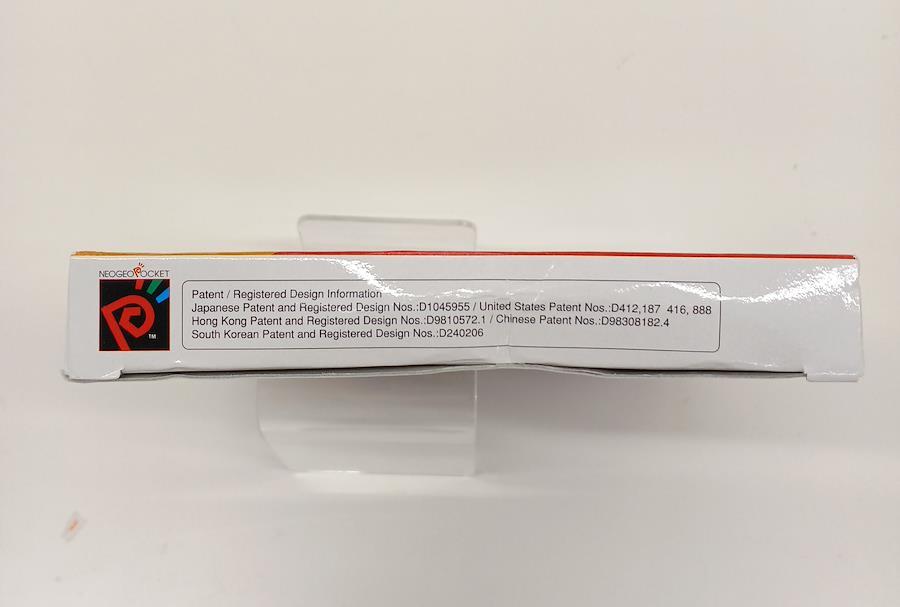 NEOGEO POCKET
TM
Patent / Registered Design Information
Japanese Patent and Registered Design Nos.:D1045955 / United States Patent Nos.:D412,187 416, 888
Hong Kong Patent and Registered Design Nos.:D9810572.1 / Chinese Patent Nos.:D98308182.4
South Korean Patent and Registered Design Nos.:D240206